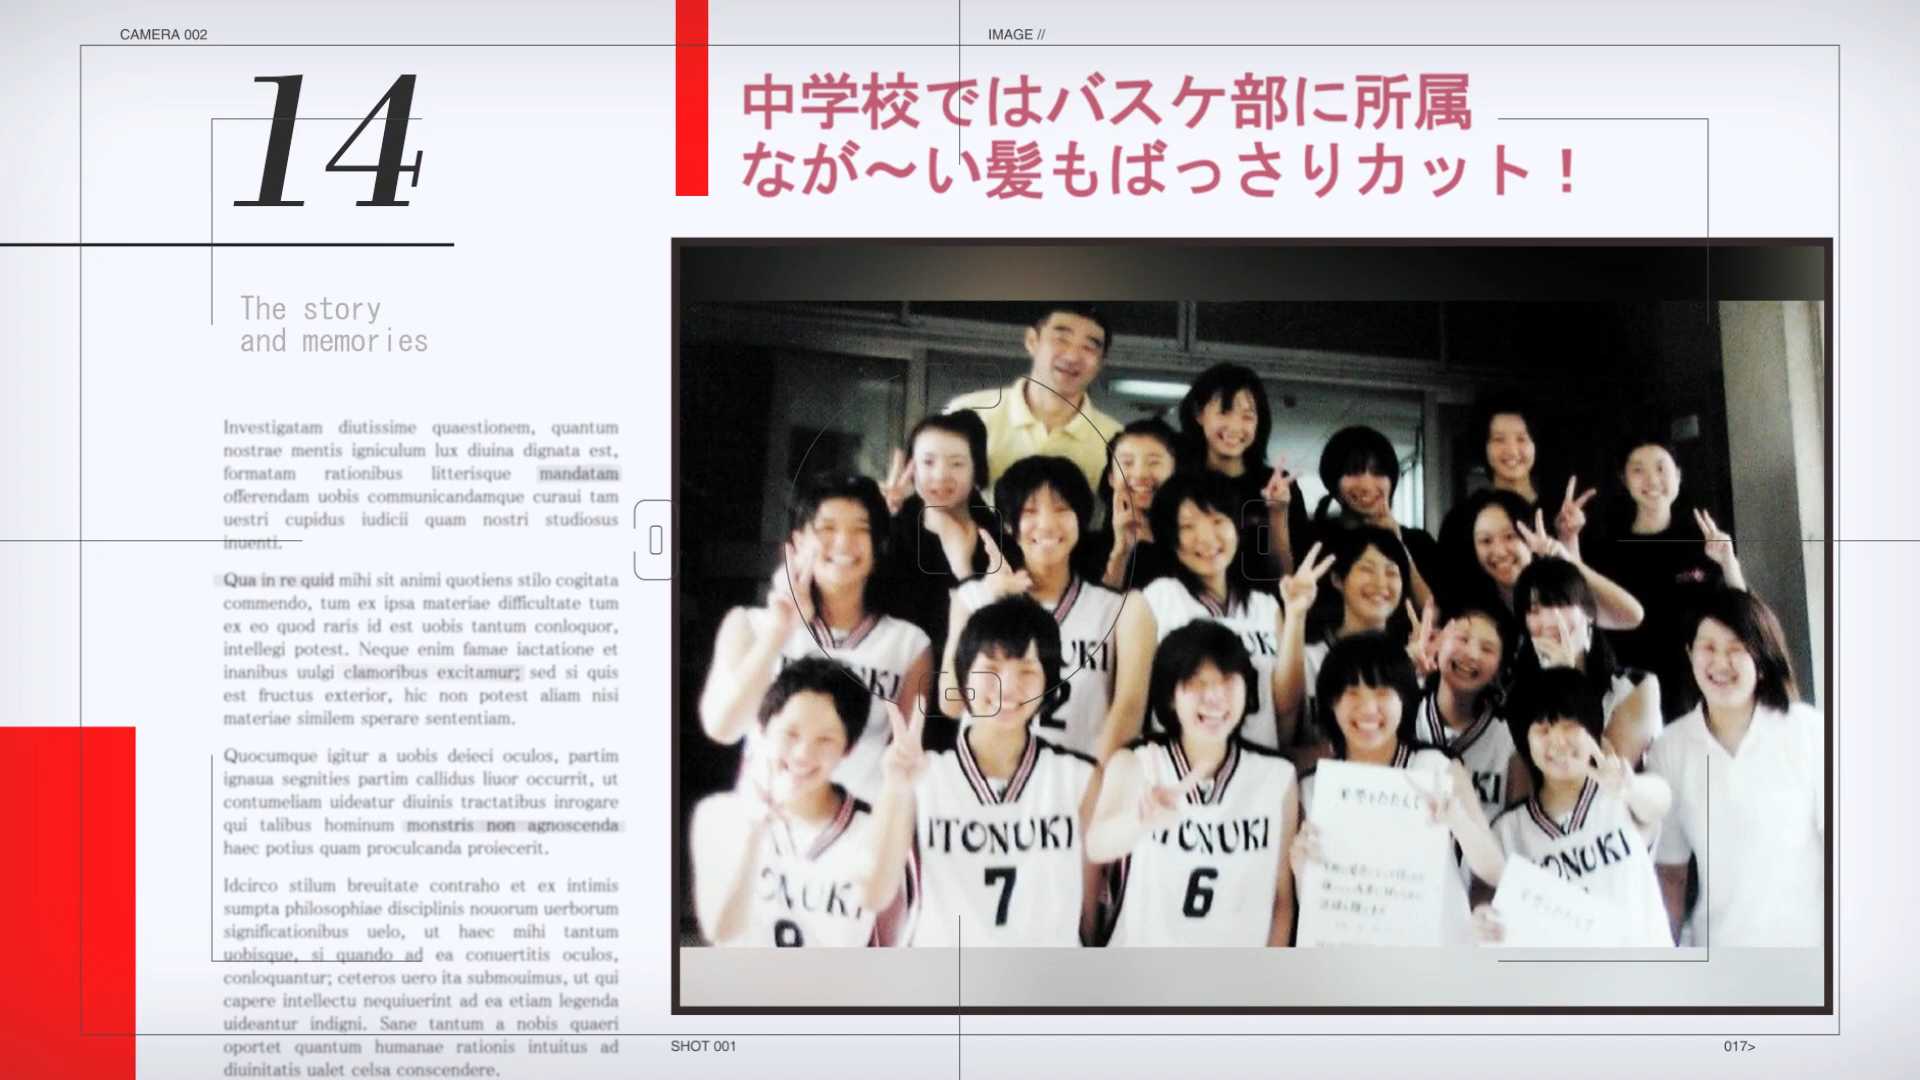 CAMERA 002
IMAGE //
14
中学校ではバスケ部に所属
なが～い髪もばっさりカット！
The story
and memories
Investigatam diutissime quaestionem, quantum
nostrae mentis igniculum lux diuina dignata est,
formatam rationibus litterisque mandatam
offerendam uobis communicandamque curaui tam
uestri cupidus iudicii quam nostri studiosus
inuenti.
Qua in re quid mihi sit animi quotiens stilo cogitata
commendo, tum ex ipsa materiae difficultate tum
ex eo quod raris id est uobis tantum conloquor,
intellegi potest. Neque enim famae iactatione et
inanibus uulgi clamoribus excitamur; sed si quis
est fructus exterior, hic non potest aliam nisi
materiae similem sperare sententiam.
Quocumque igitur a uobis deieci oculos, partim
ignaua segnities partim callidus liuor occurrit, ut
contumeliam uideatur diuinis tractatibus inrogare
qui talibus hominum monstris non agnoscenda
haec potius quam proculcanda proiecerit.
Idcirco stilum breuitate contraho et ex intimis
sumpta philosophiae disciplinis nouorum uerborum
significationibus uelo, ut haec mihi tantum
uobisque, si quando ad ea conuertitis oculos,
conloquantur; ceteros uero ita submouimus, ut qui
capere intellectu nequiuerint ad ea etiam legenda
uideantur indigni. Sane tantum a nobis quaeri
oportet quantum humanae rationis intuitus ad
diuinitatis ualet celsa conscendere.
ITONUKI
7
ITONUKI
6
SHOT 001
017>